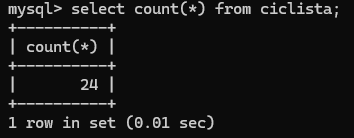 mysql> select count(*) from ciclista;
+----------+
| count(*) |
+----------+
|       24 |
+----------+
1 row in set (0.01 sec)